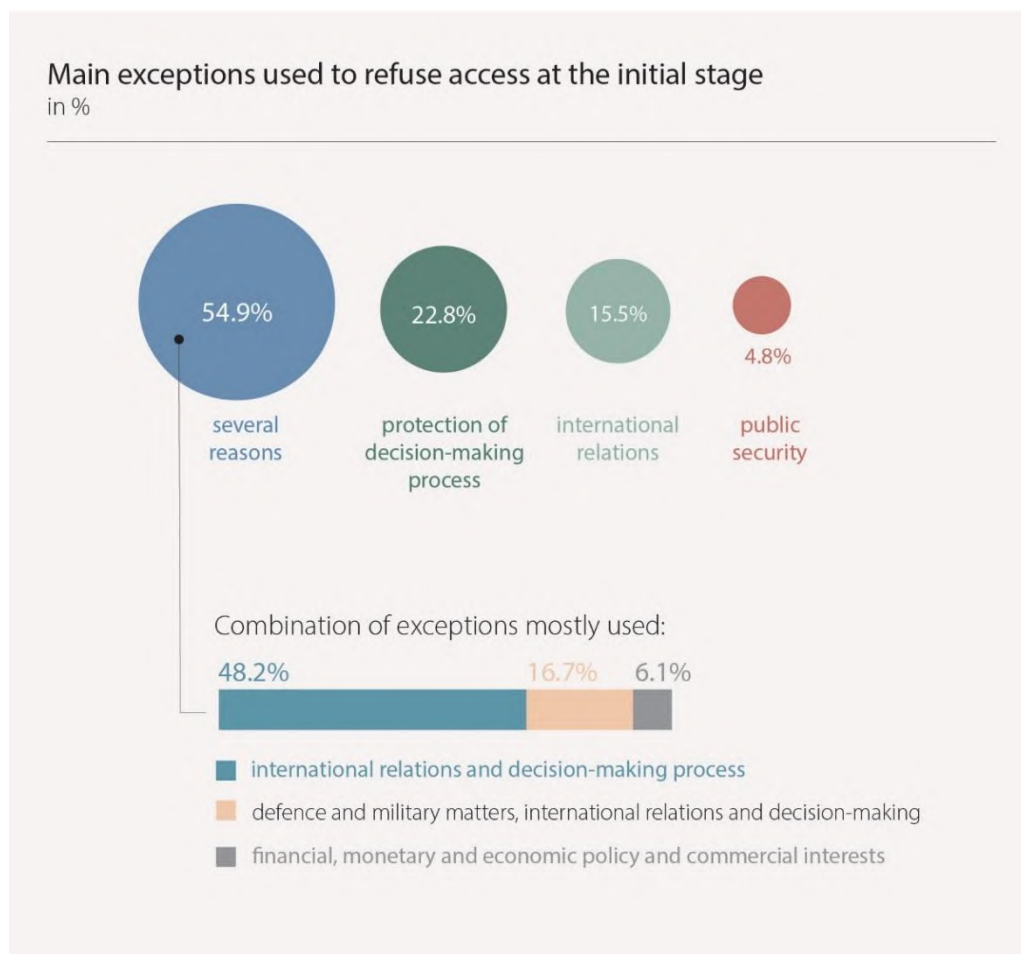 Main exceptions used to refuse access at the initial stage
in %
54.9%
22.8%
15.5%
4.8%
several
reasons
protection of
decision-making
process
international
relations
public
security
Combination of exceptions mostly used:
48.2%
16.7%
6.1%
international relations and decision-making process
defence and military matters, international relations and decision-making
financial, monetary and economic policy and commercial interests